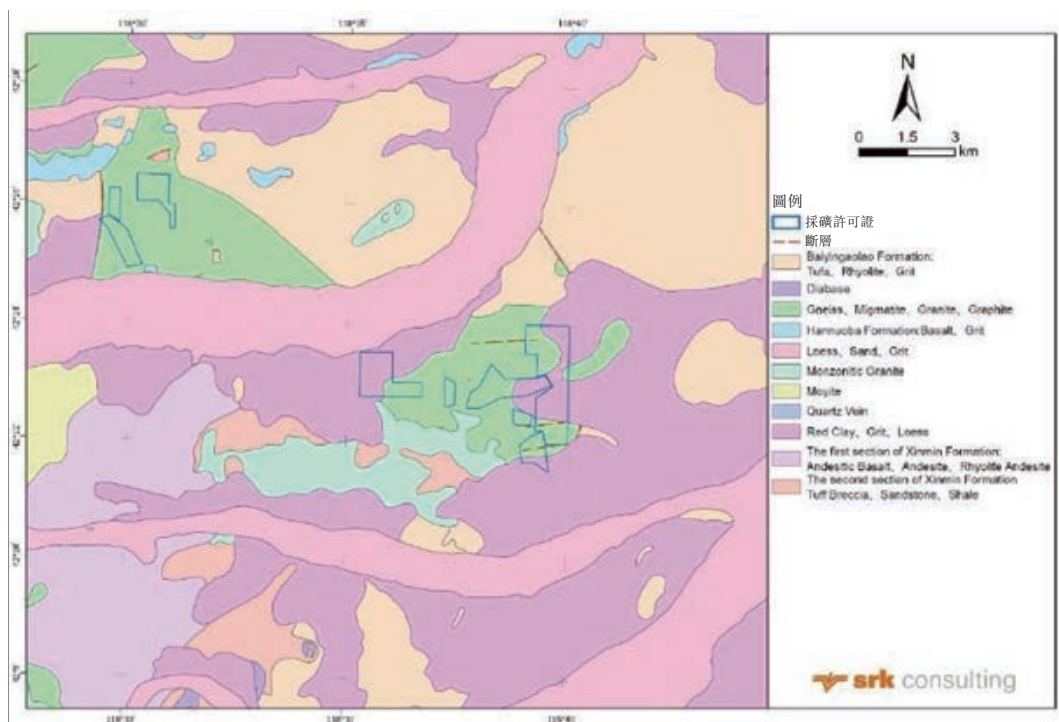 N
0 1.5 3
km
圖例
採礦許可證
斷層
Baiyingaolao Formation:
Tufa、Rhyolite、Grit
Diabase
Gneiss、Migmatite、Granite、Graphite
Hannuoba Formation:Basalt、Grit
Loess、Sand、Grit
Monzonitic Granite
Moyite
Quartz Vein
Red Clay、Grit、Loess
The first section of Xinmin Formation:
Andesitic Basalt、Andesite、Rhyolite Andesite
The second section of Xinmin Formation
Tuff Breccia、Sandstone、Shale
srk consulting